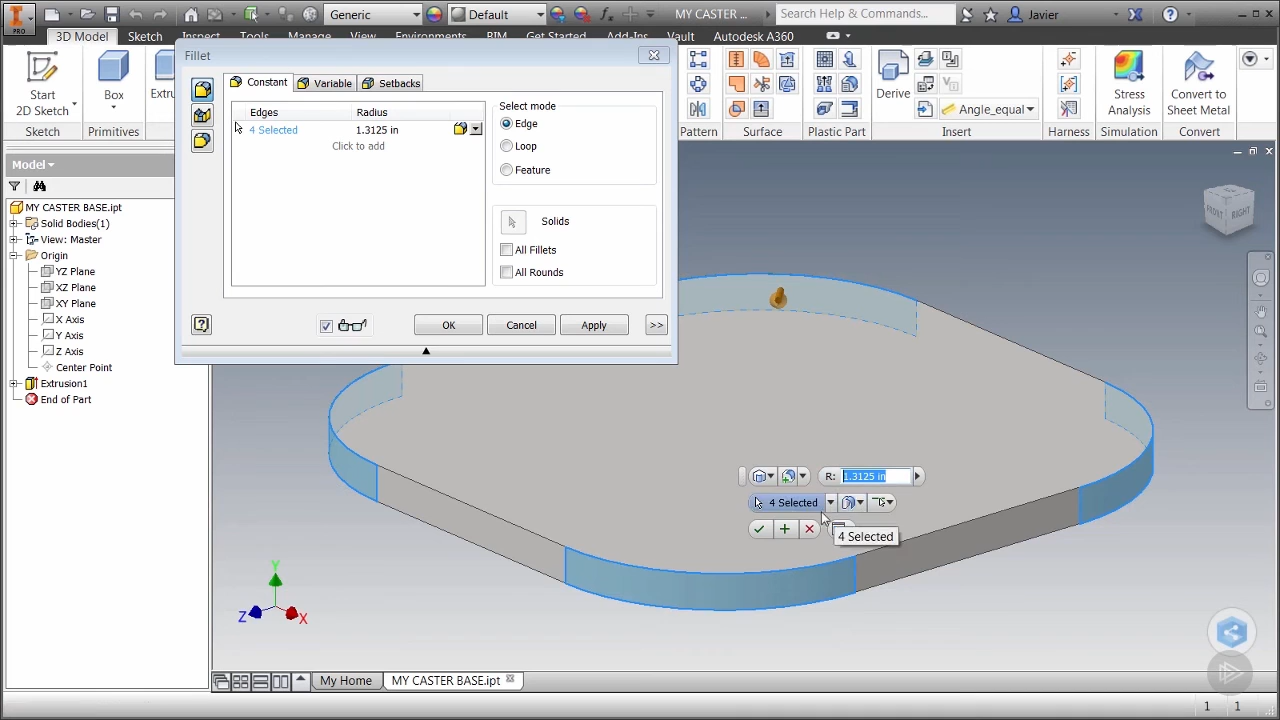 PRO
Generic
Default
fx
MY CASTER ...
Search Help & Commands...
Javier
3D Model
Sketch
Inspect
Tools
Manage
View
Environments
BIM
Get Started
Add-Ins
Vault
Autodesk A360
Fillet
Start
2D Sketch
Box
Extru
Derive
Angle_equal
Stress
Analysis
Convert to
Sheet Metal
Sketch
Primitives
Pattern
Surface
Plastic Part
Insert
Harness
Simulation
Convert
Constant
Variable
Setbacks
Edges
Radius
4 Selected
1.3125 in
Click to add
Select mode
Edge
Loop
Feature
Solids
All Fillets
All Rounds
OK
Cancel
Apply
>>
Model
MY CASTER BASE.ipt
Solid Bodies(1)
View: Master
Origin
YZ Plane
XZ Plane
XY Plane
X Axis
Y Axis
Z Axis
Center Point
Extrusion1
End of Part
FRONT
RIGHT
R:
1.3125 in
4 Selected
4 Selected
Y
Z
X
My Home
MY CASTER BASE.ipt
1
1